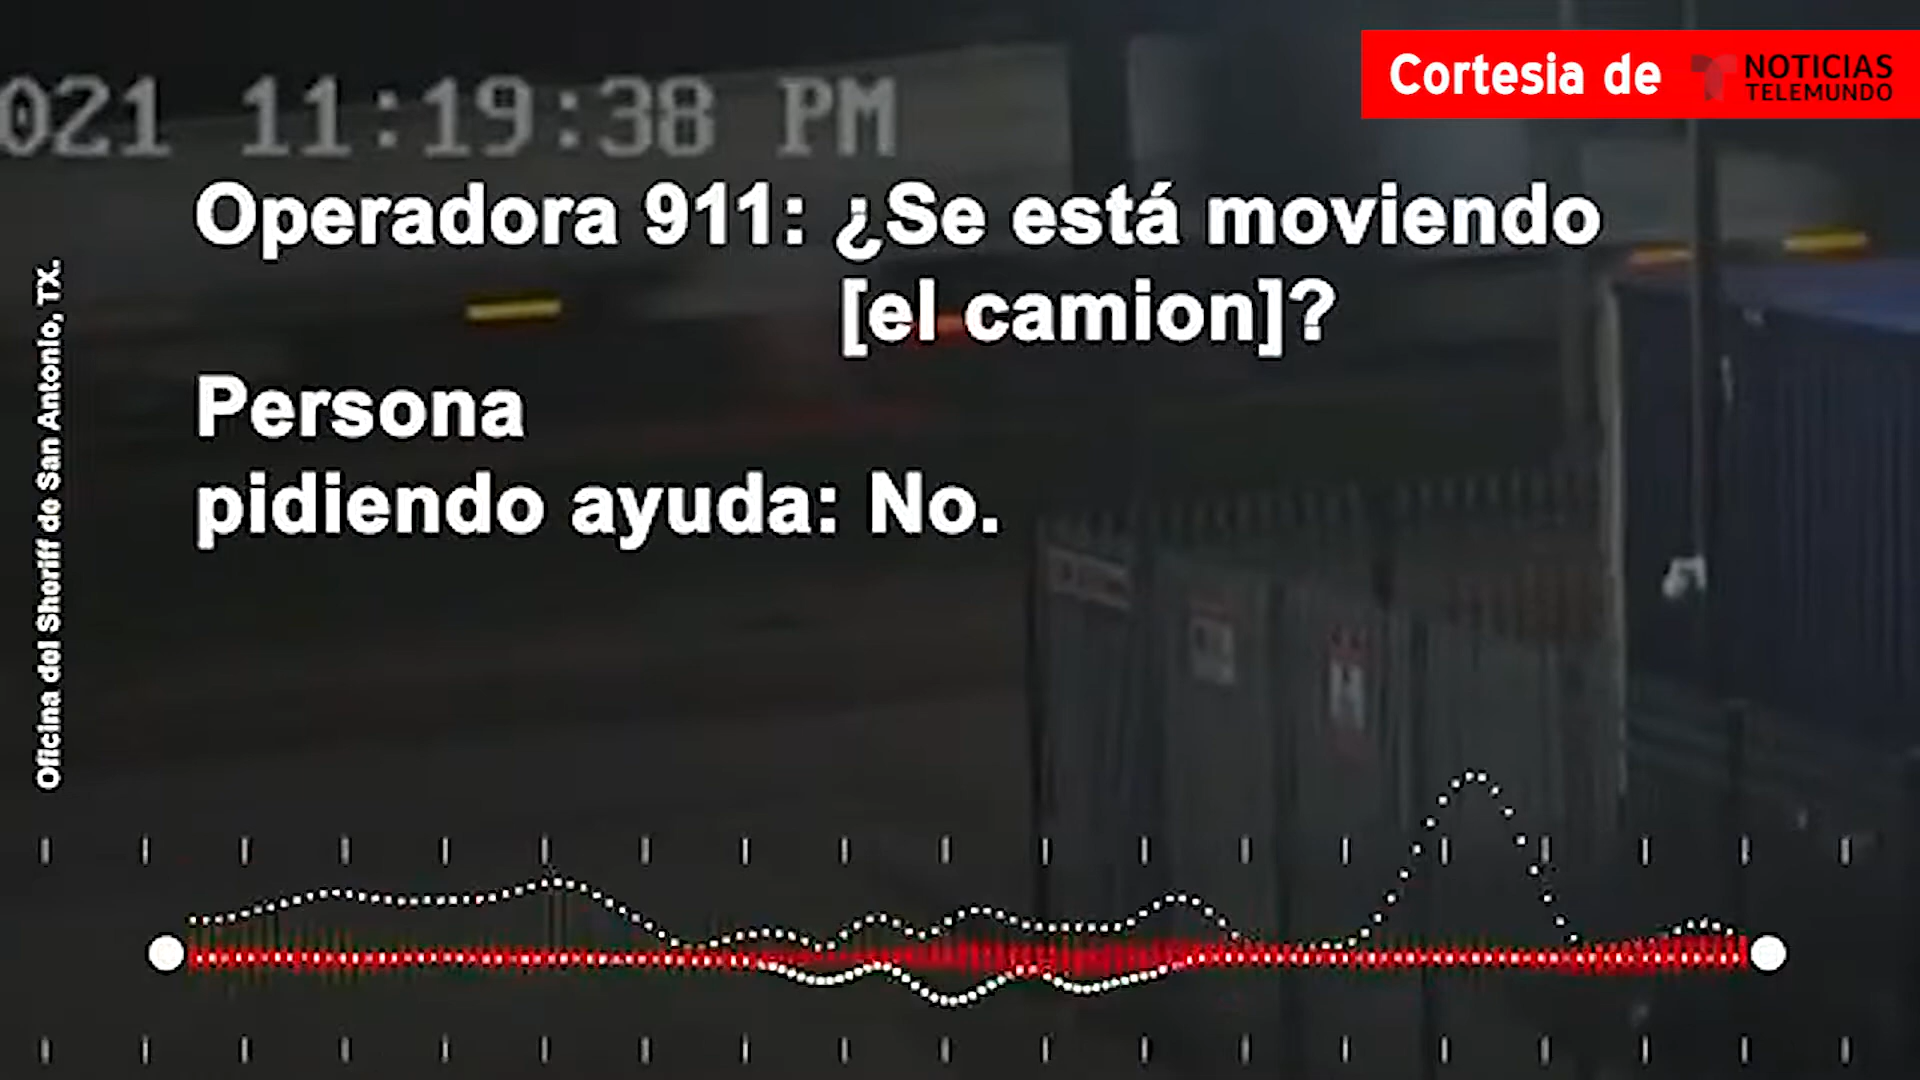 Cortesia de NOTICIAS
TELEMUNDO
021 11:19:38 PM
Operadora 911: ¿Se está moviendo
[el camion]?
Persona
pidiendo ayuda: No.
Oficina del Sheriff de San Antonio, TX.